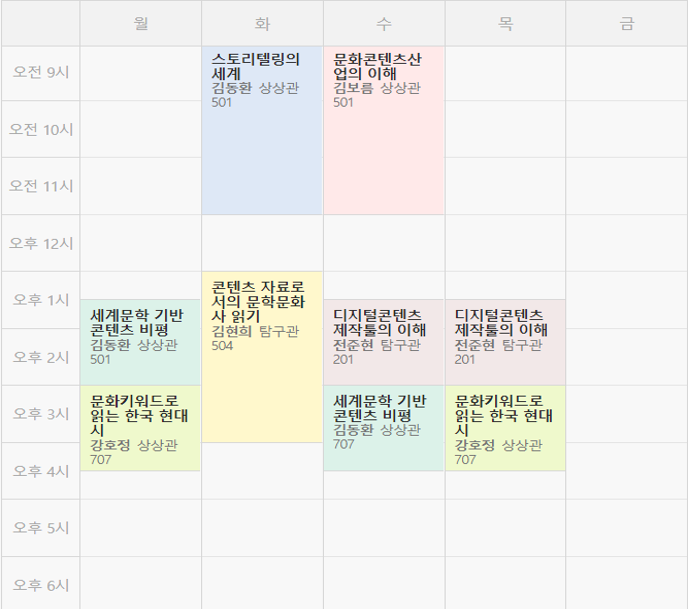 월 화 수 목 금
오전 9시
오전 10시
오전 11시
오후 12시
오후 1시
오후 2시
오후 3시
오후 4시
오후 5시
오후 6시
세계문학 기반
콘텐츠 비평
김동환 상상관
501
문화키워드로
읽는 한국 현대
시
강호정 상상관
707
스토리텔링의
세계
김동환 상상관
501
콘텐츠 자료로
서의 문학문화
사 읽기
김현희 탐구관
504
문화콘텐츠산
업의 이해
김보름 상상관
501
디지털콘텐츠
제작툴의 이해
전준현 탐구관
201
세계문학 기반
콘텐츠 비평
김동환 상상관
707
디지털콘텐츠
제작툴의 이해
전준현 탐구관
201
문화키워드로
읽는 한국 현대
시
강호정 상상관
707